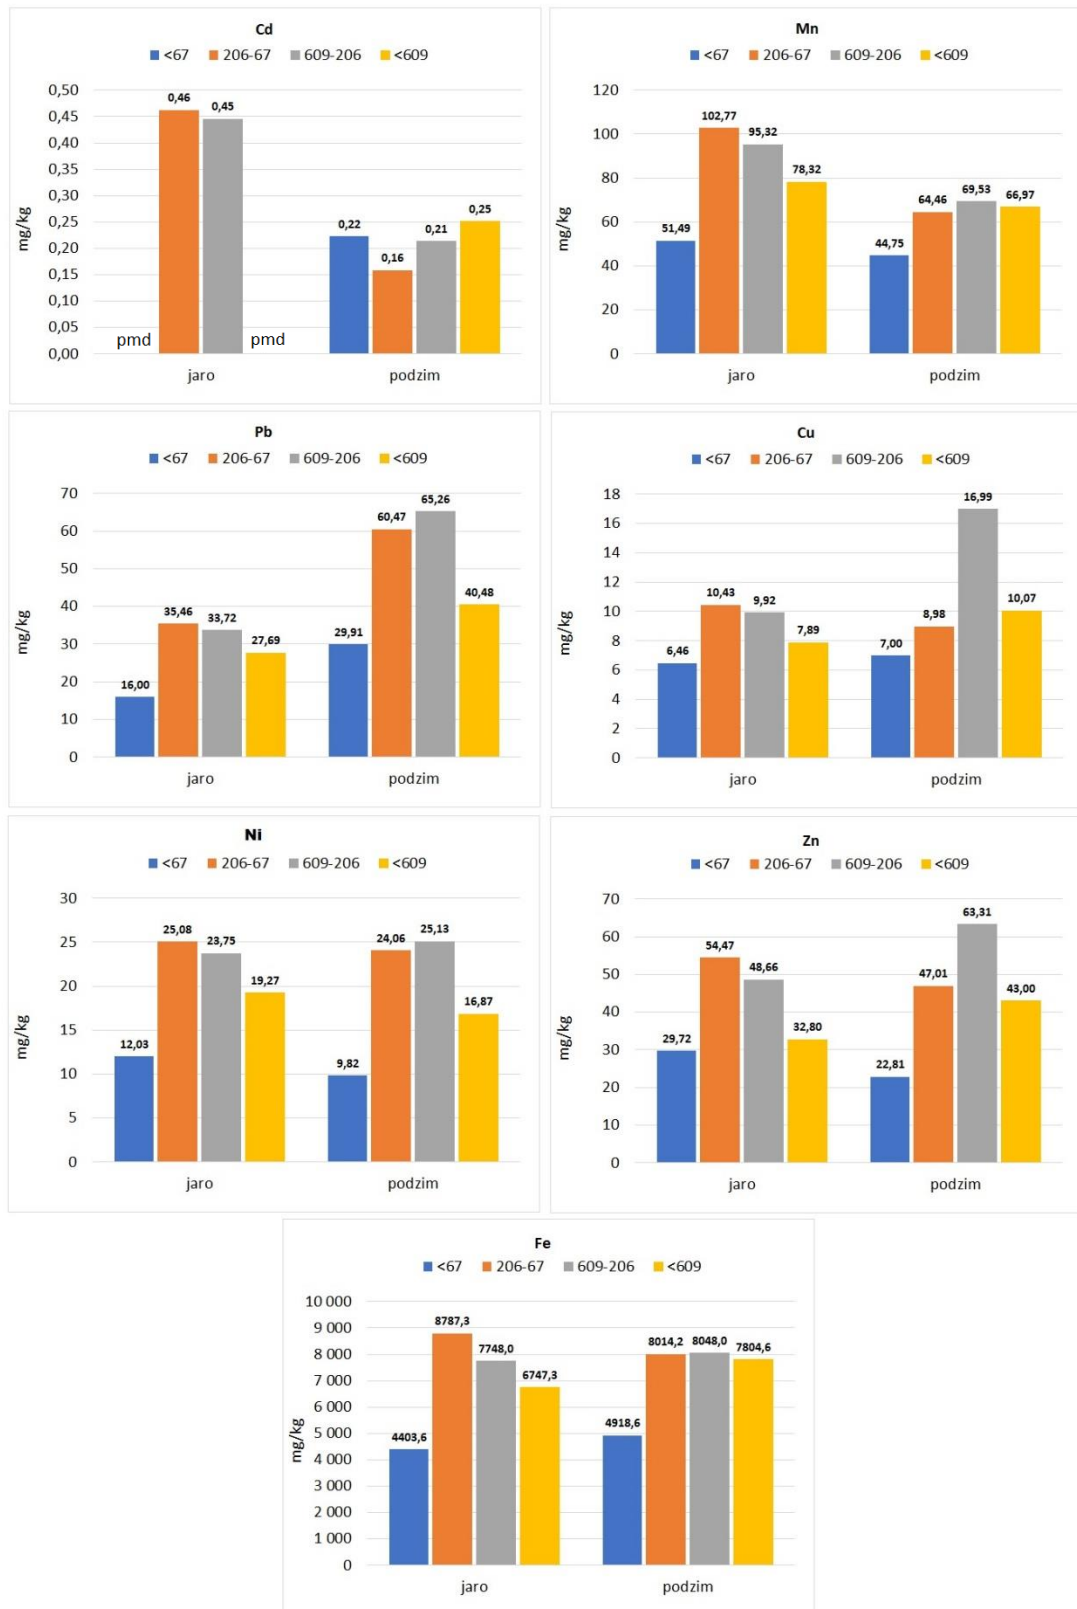 Cd
<67 206-67 609-206 <609
mg/kg
0,50
0,45
0,40
0,35
0,30
0,25
0,20
0,15
0,10
0,05
0,00
pmd 0,46 0,45 pmd
0,22 0,16 0,21 0,25
jaro podzim
Mn
<67 206-67 609-206 <609
mg/kg
120
100
80
60
40
20
0
51,49 102,77 95,32 78,32
44,75 64,46 69,53 66,97
jaro podzim
Pb
<67 206-67 609-206 <609
mg/kg
70
60
50
40
30
20
10
0
16,00 35,46 33,72 27,69
29,91 60,47 65,26 40,48
jaro podzim
Cu
<67 206-67 609-206 <609
mg/kg
18
16
14
12
10
8
6
4
2
0
6,46 10,43 9,92 7,89
7,00 8,98 16,99 10,07
jaro podzim
Ni
<67 206-67 609-206 <609
mg/kg
30
25
20
15
10
5
0
12,03 25,08 23,75 19,27
9,82 24,06 25,13 16,87
jaro podzim
Zn
<67 206-67 609-206 <609
mg/kg
70
60
50
40
30
20
10
0
29,72 54,47 48,66 32,80
22,81 47,01 63,31 43,00
jaro podzim
Fe
<67 206-67 609-206 <609
mg/kg
10 000
9 000
8 000
7 000
6 000
5 000
4 000
3 000
2 000
1 000
0
4403,6 8787,3 7748,0 6747,3
4918,6 8014,2 8048,0 7804,6
jaro podzim